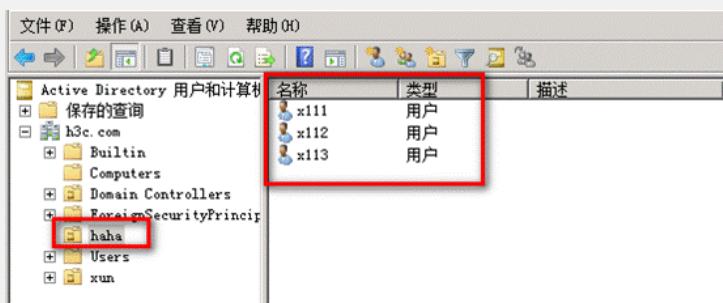 文件(F) 操作(A) 查看(V) 帮助(H)
Active Directory 用户和计算机
保存的查询
h3c.com
Builtin
Computers
Domain Controllers
ForeignSecurityPrincip
haha
Users
xun
名称 类型 描述
x111 用户
x112 用户
x113 用户